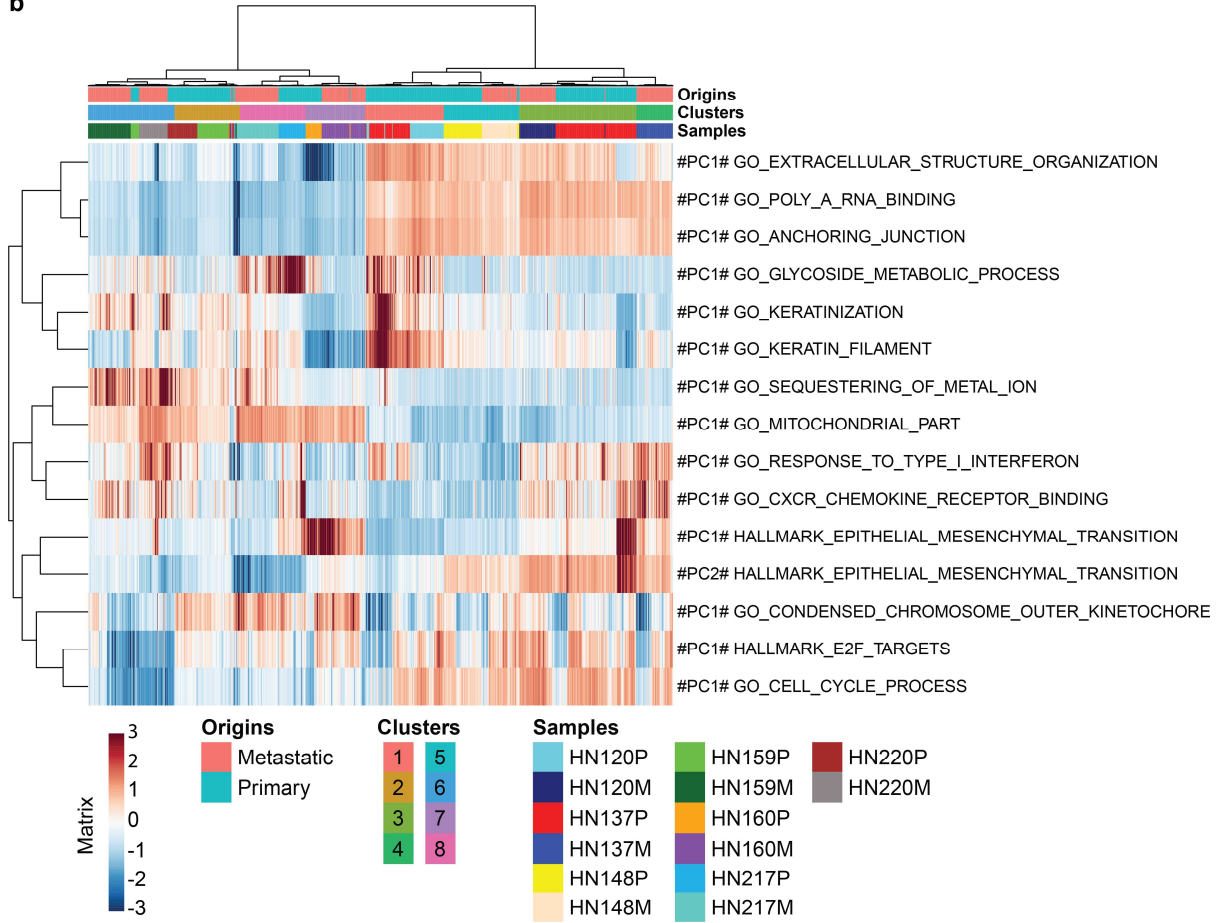 b
Origins
Clusters
Samples
#PC1# GO_EXTRACELLULAR_STRUCTURE_ORGANIZATION
#PC1# GO_POLY_A_RNA_BINDING
#PC1# GO_ANCHORING_JUNCTION
#PC1# GO_GLYCOSIDE_METABOLIC_PROCESS
#PC1# GO_KERATINIZATION
#PC1# GO_KERATIN_FILAMENT
#PC1# GO_SEQUESTERING_OF_METAL_ION
#PC1# GO_MITOCHONDRIAL_PART
#PC1# GO_RESPONSE_TO_TYPE_I_INTERFERON
#PC1# GO_CXCR_CHEMOKINE_RECEPTOR_BINDING
#PC1# HALLMARK_EPITHELIAL_MESENCHYMAL_TRANSITION
#PC2# HALLMARK_EPITHELIAL_MESENCHYMAL_TRANSITION
#PC1# GO_CONDENSED_CHROMOSOME_OUTER_KINETOCHORE
#PC1# HALLMARK_E2F_TARGETS
#PC1# GO_CELL_CYCLE_PROCESS
Matrix
3
2
1
0
-1
-2
-3
Origins
Metastatic
Primary
Clusters
1 5
2 6
3 7
4 8
Samples
HN120P HN159P HN220P
HN120M HN159M HN220M
HN137P HN160P
HN137M HN160M
HN148P HN217P
HN148M HN217M